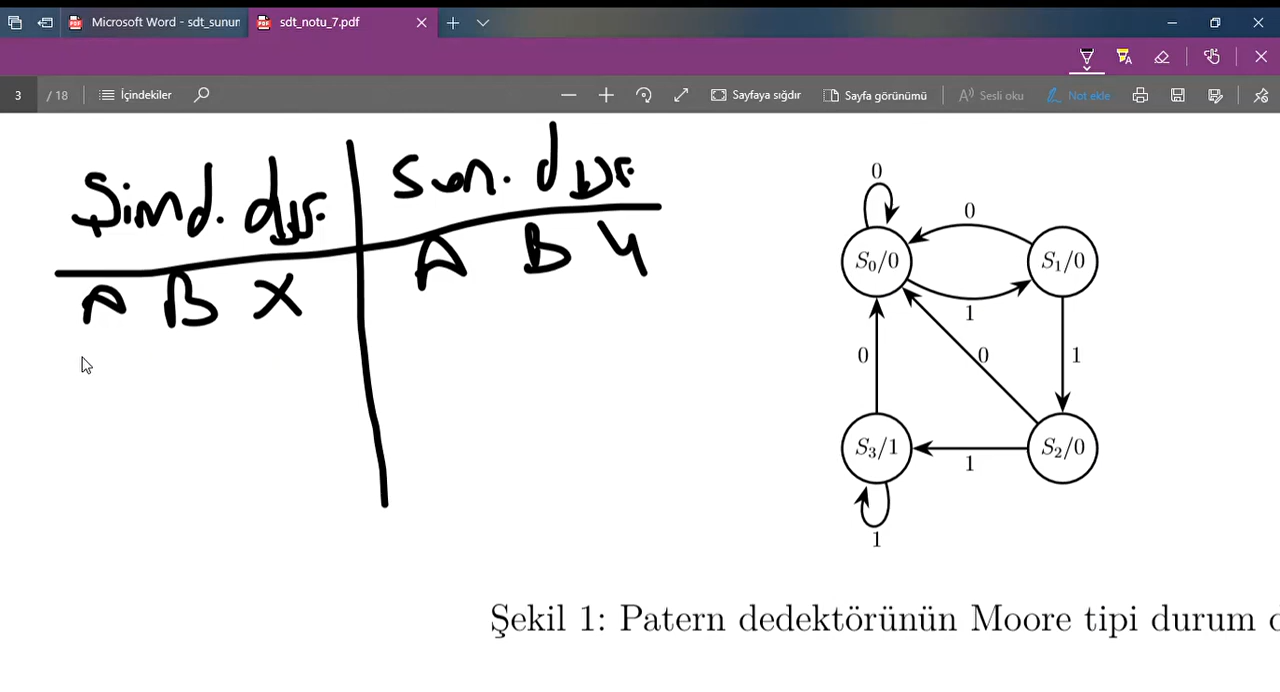 Microsoft Word - sdt_sunur
sdt_notu_7.pdf
3 / 18
İçindekiler
Sayfaya sığdır
Sayfa görünümü
Sesli oku
Not ekle
Şimd. dur.
Son. dur.
A B X
A B Y
0
0
S₀/0
S₁/0
1
0
0
1
S₃/1
S₂/0
1
1
Şekil 1: Patern dedektörünün Moore tipi durum d